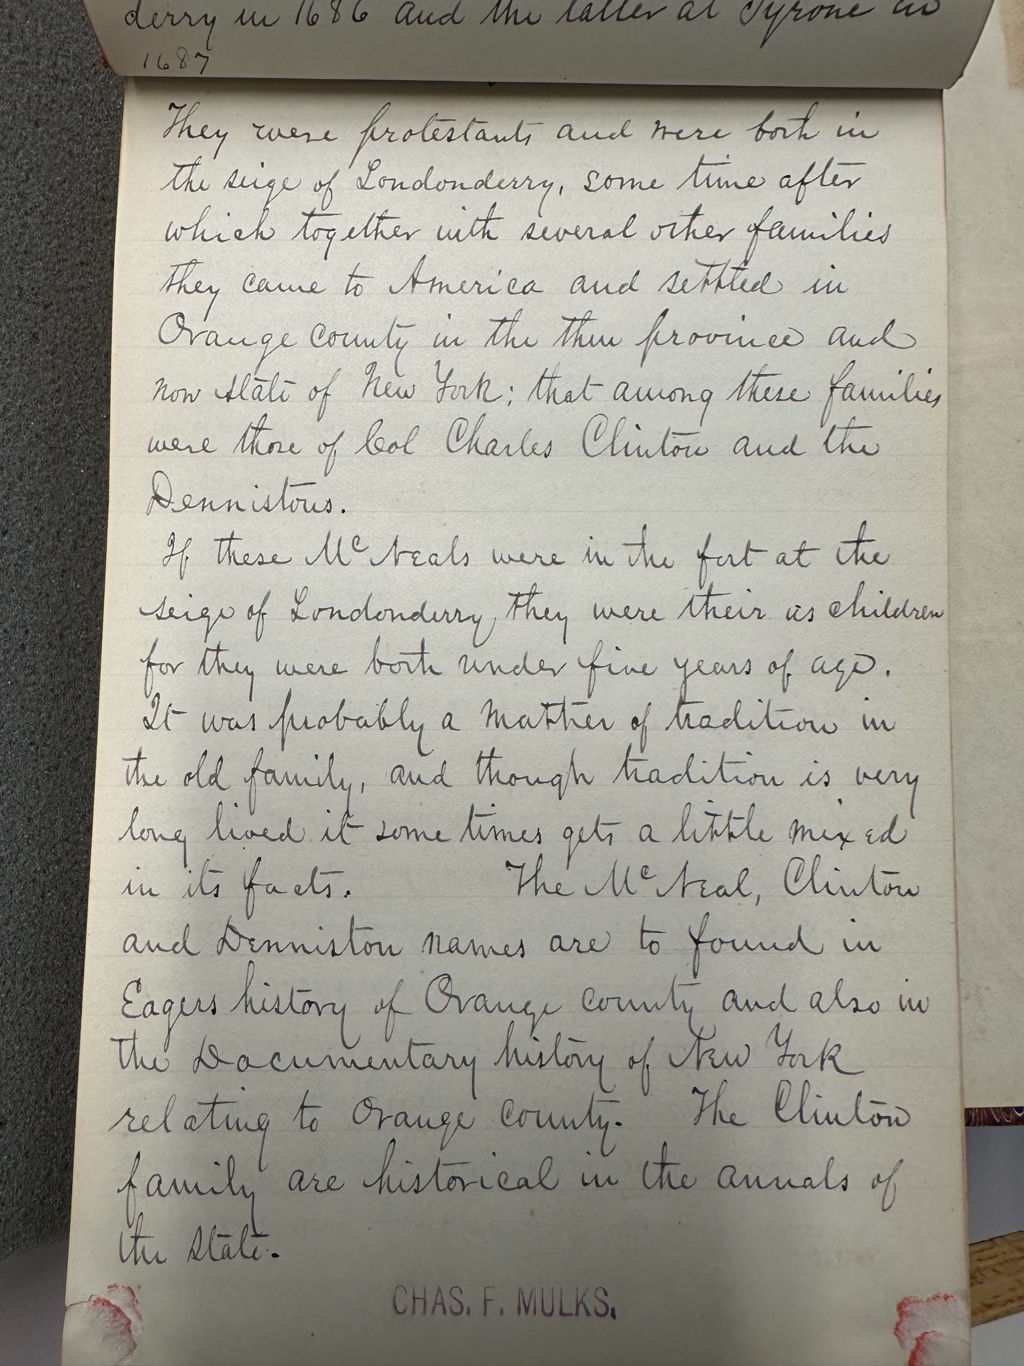 derry in 1686 and the latter at Tyrone in
1687
They were protestants and were both in
the seige of Londonderry, some time after
which together with several other families
they came to America and settled in
Orange county in the then province and
now state of New York; that among these families
were those of Col Charles Clinton and the
Dennistons.
If these McNeals were in the fort at the
seige of Londonderry, they were their as children
for they were both under five years of age.
It was probably a matter of tradition in
the old family, and though tradition is very
long lived it some times gets a little mixed
in its facts. The McNeal, Clinton
and Denniston names are to found in
Eagers history of Orange county and also in
the Documentary history of New York
relating to Orange county. The Clinton
family are historical in the annals of
the state.
CHAS. F. MULKS.